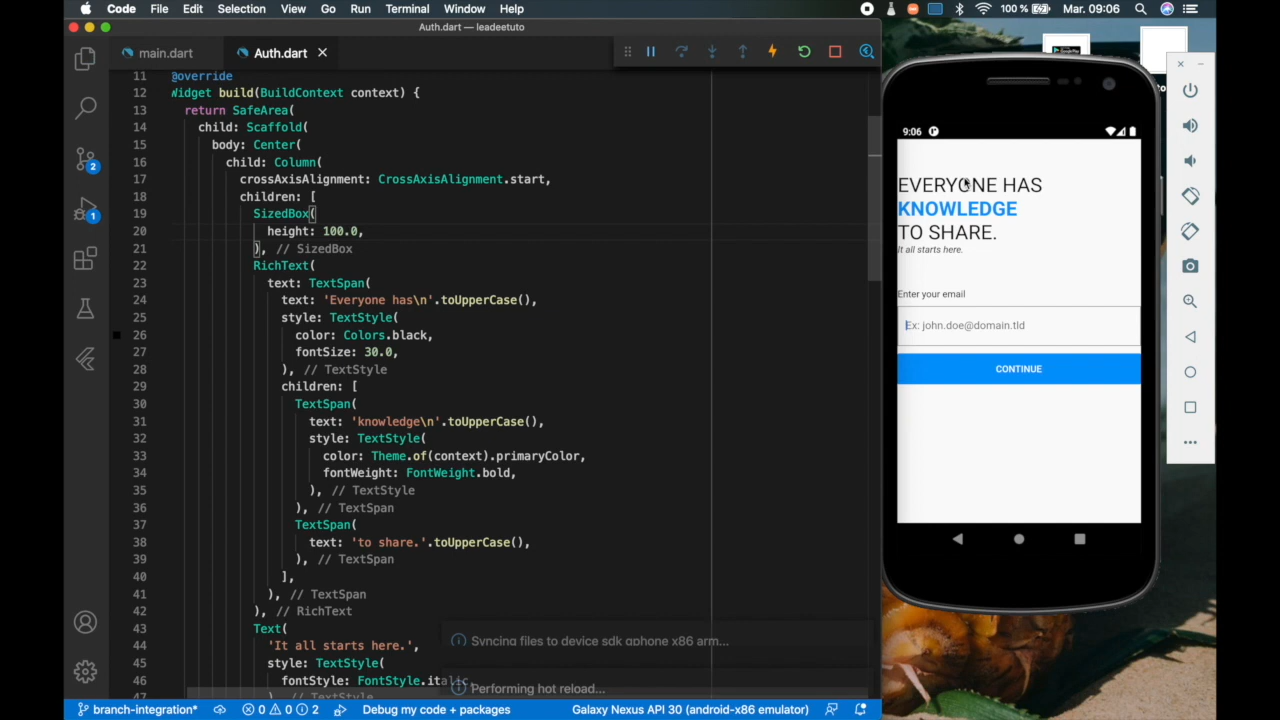 Code File Edit Selection View Go Run Terminal Window Help
100 % Mar. 09:06
Auth.dart — leadeetuto
main.dart
Auth.dart
11 @override
12 Widget build(BuildContext context) {
13 return SafeArea(
14 child: Scaffold(
15 body: Center(
16 child: Column(
17 crossAxisAlignment: CrossAxisAlignment.start,
18 children: [
19 SizedBox(
20 height: 100.0,
21 ), // SizedBox
22 RichText(
23 text: TextSpan(
24 text: 'Everyone has\n'.toUpperCase(),
25 style: TextStyle(
26 color: Colors.black,
27 fontSize: 30.0,
28 ), // TextStyle
29 children: [
30 TextSpan(
31 text: 'knowledge\n'.toUpperCase(),
32 style: TextStyle(
33 color: Theme.of(context).primaryColor,
34 fontWeight: FontWeight.bold,
35 ), // TextStyle
36 ), // TextSpan
37 TextSpan(
38 text: 'to share.'.toUpperCase(),
39 ), // TextSpan
40 ],
41 ), // TextSpan
42 ), // RichText
43 Text(
44 'It all starts here.',
45 style: TextStyle(
46 fontStyle: FontStyle.italic,
47 ), // TextStyle
2
1
Syncing files to device sdk gphone x86 arm...
Performing hot reload...
branch-integration* 0 0 2 Debug my code + packages
Galaxy Nexus API 30 (android-x86 emulator)
9:06
EVERYONE HAS
KNOWLEDGE
TO SHARE.
It all starts here.
Enter your email
Ex: john.doe@domain.tld
CONTINUE